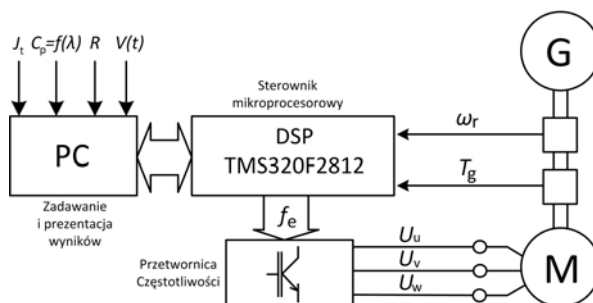 J_t C_p=f(λ) R V(t)
PC
Zadawanie
i prezentacja
wyników
Sterownik
mikroprocesorowy
DSP
TMS320F2812
ω_r
T_g
G
f_e
Przetwornica
Częstotliwości
U_u
U_v
U_w
M